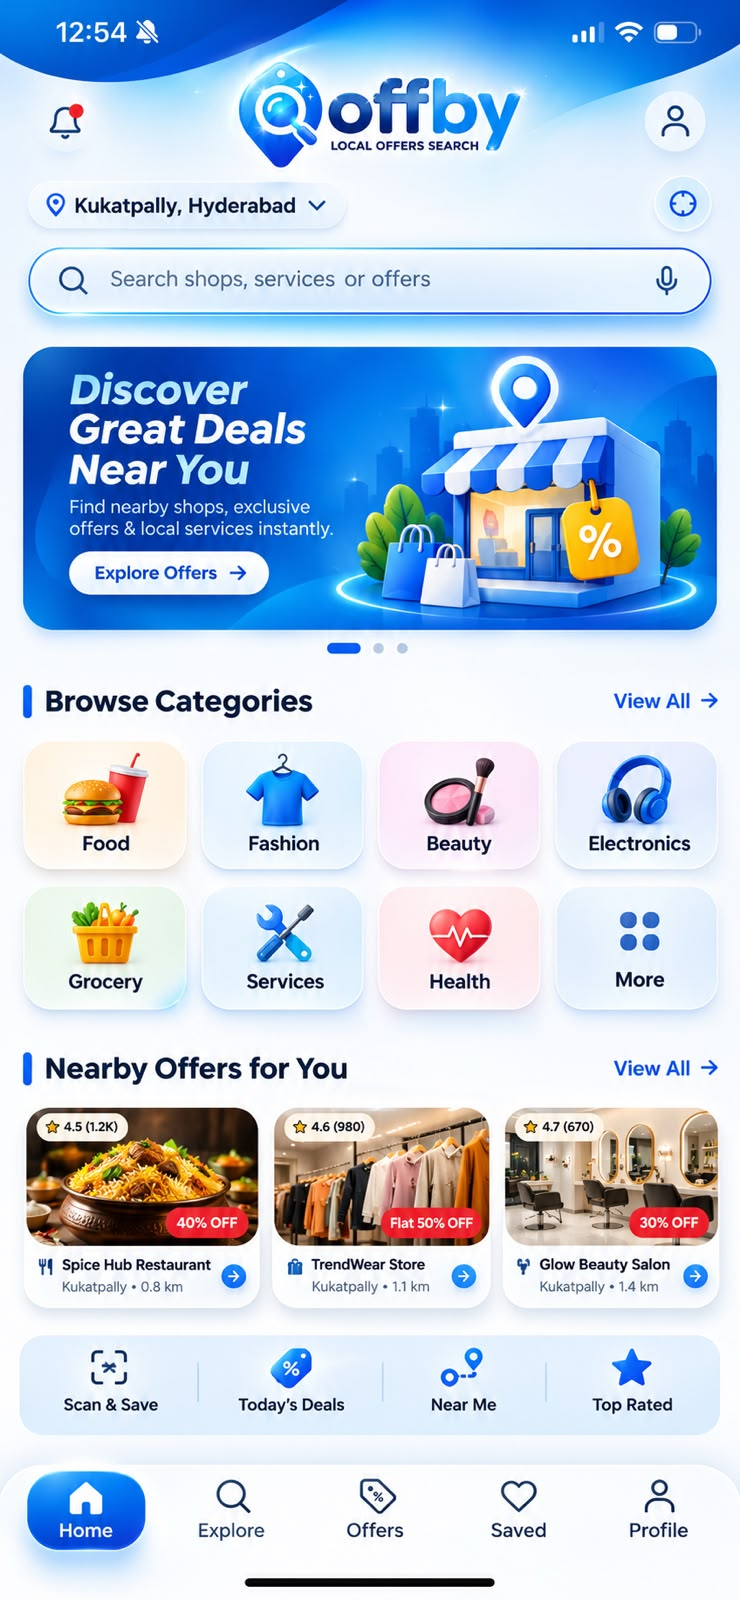 12:54
offby
LOCAL OFFERS SEARCH
Kukatpally, Hyderabad
Search shops, services or offers
Discover
Great Deals
Near You
Find nearby shops, exclusive
offers & local services instantly.
Explore Offers
%
Browse Categories
View All
Food
Fashion
Beauty
Electronics
Grocery
Services
Health
More
Nearby Offers for You
View All
4.5 (1.2K)
4.6 (980)
4.7 (670)
40% OFF
Flat 50% OFF
30% OFF
Spice Hub Restaurant
Kukatpally • 0.8 km
TrendWear Store
Kukatpally • 1.1 km
Glow Beauty Salon
Kukatpally • 1.4 km
Scan & Save
%
Today's Deals
Near Me
Top Rated
Home
Explore
%
Offers
Saved
Profile